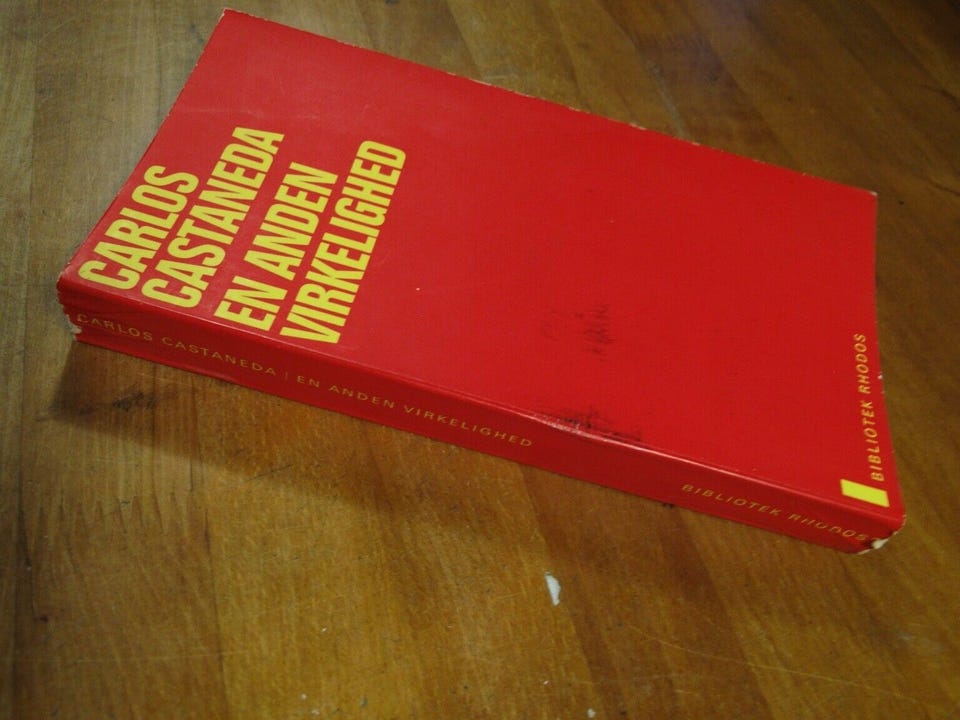 CARLOS
CASTANEDA
EN ANDEN
VIRKELIGHED
BIBLIOTEK RHODOS
CARLOS CASTANEDA | EN ANDEN VIRKELIGHED
BIBLIOTEK RHODOS